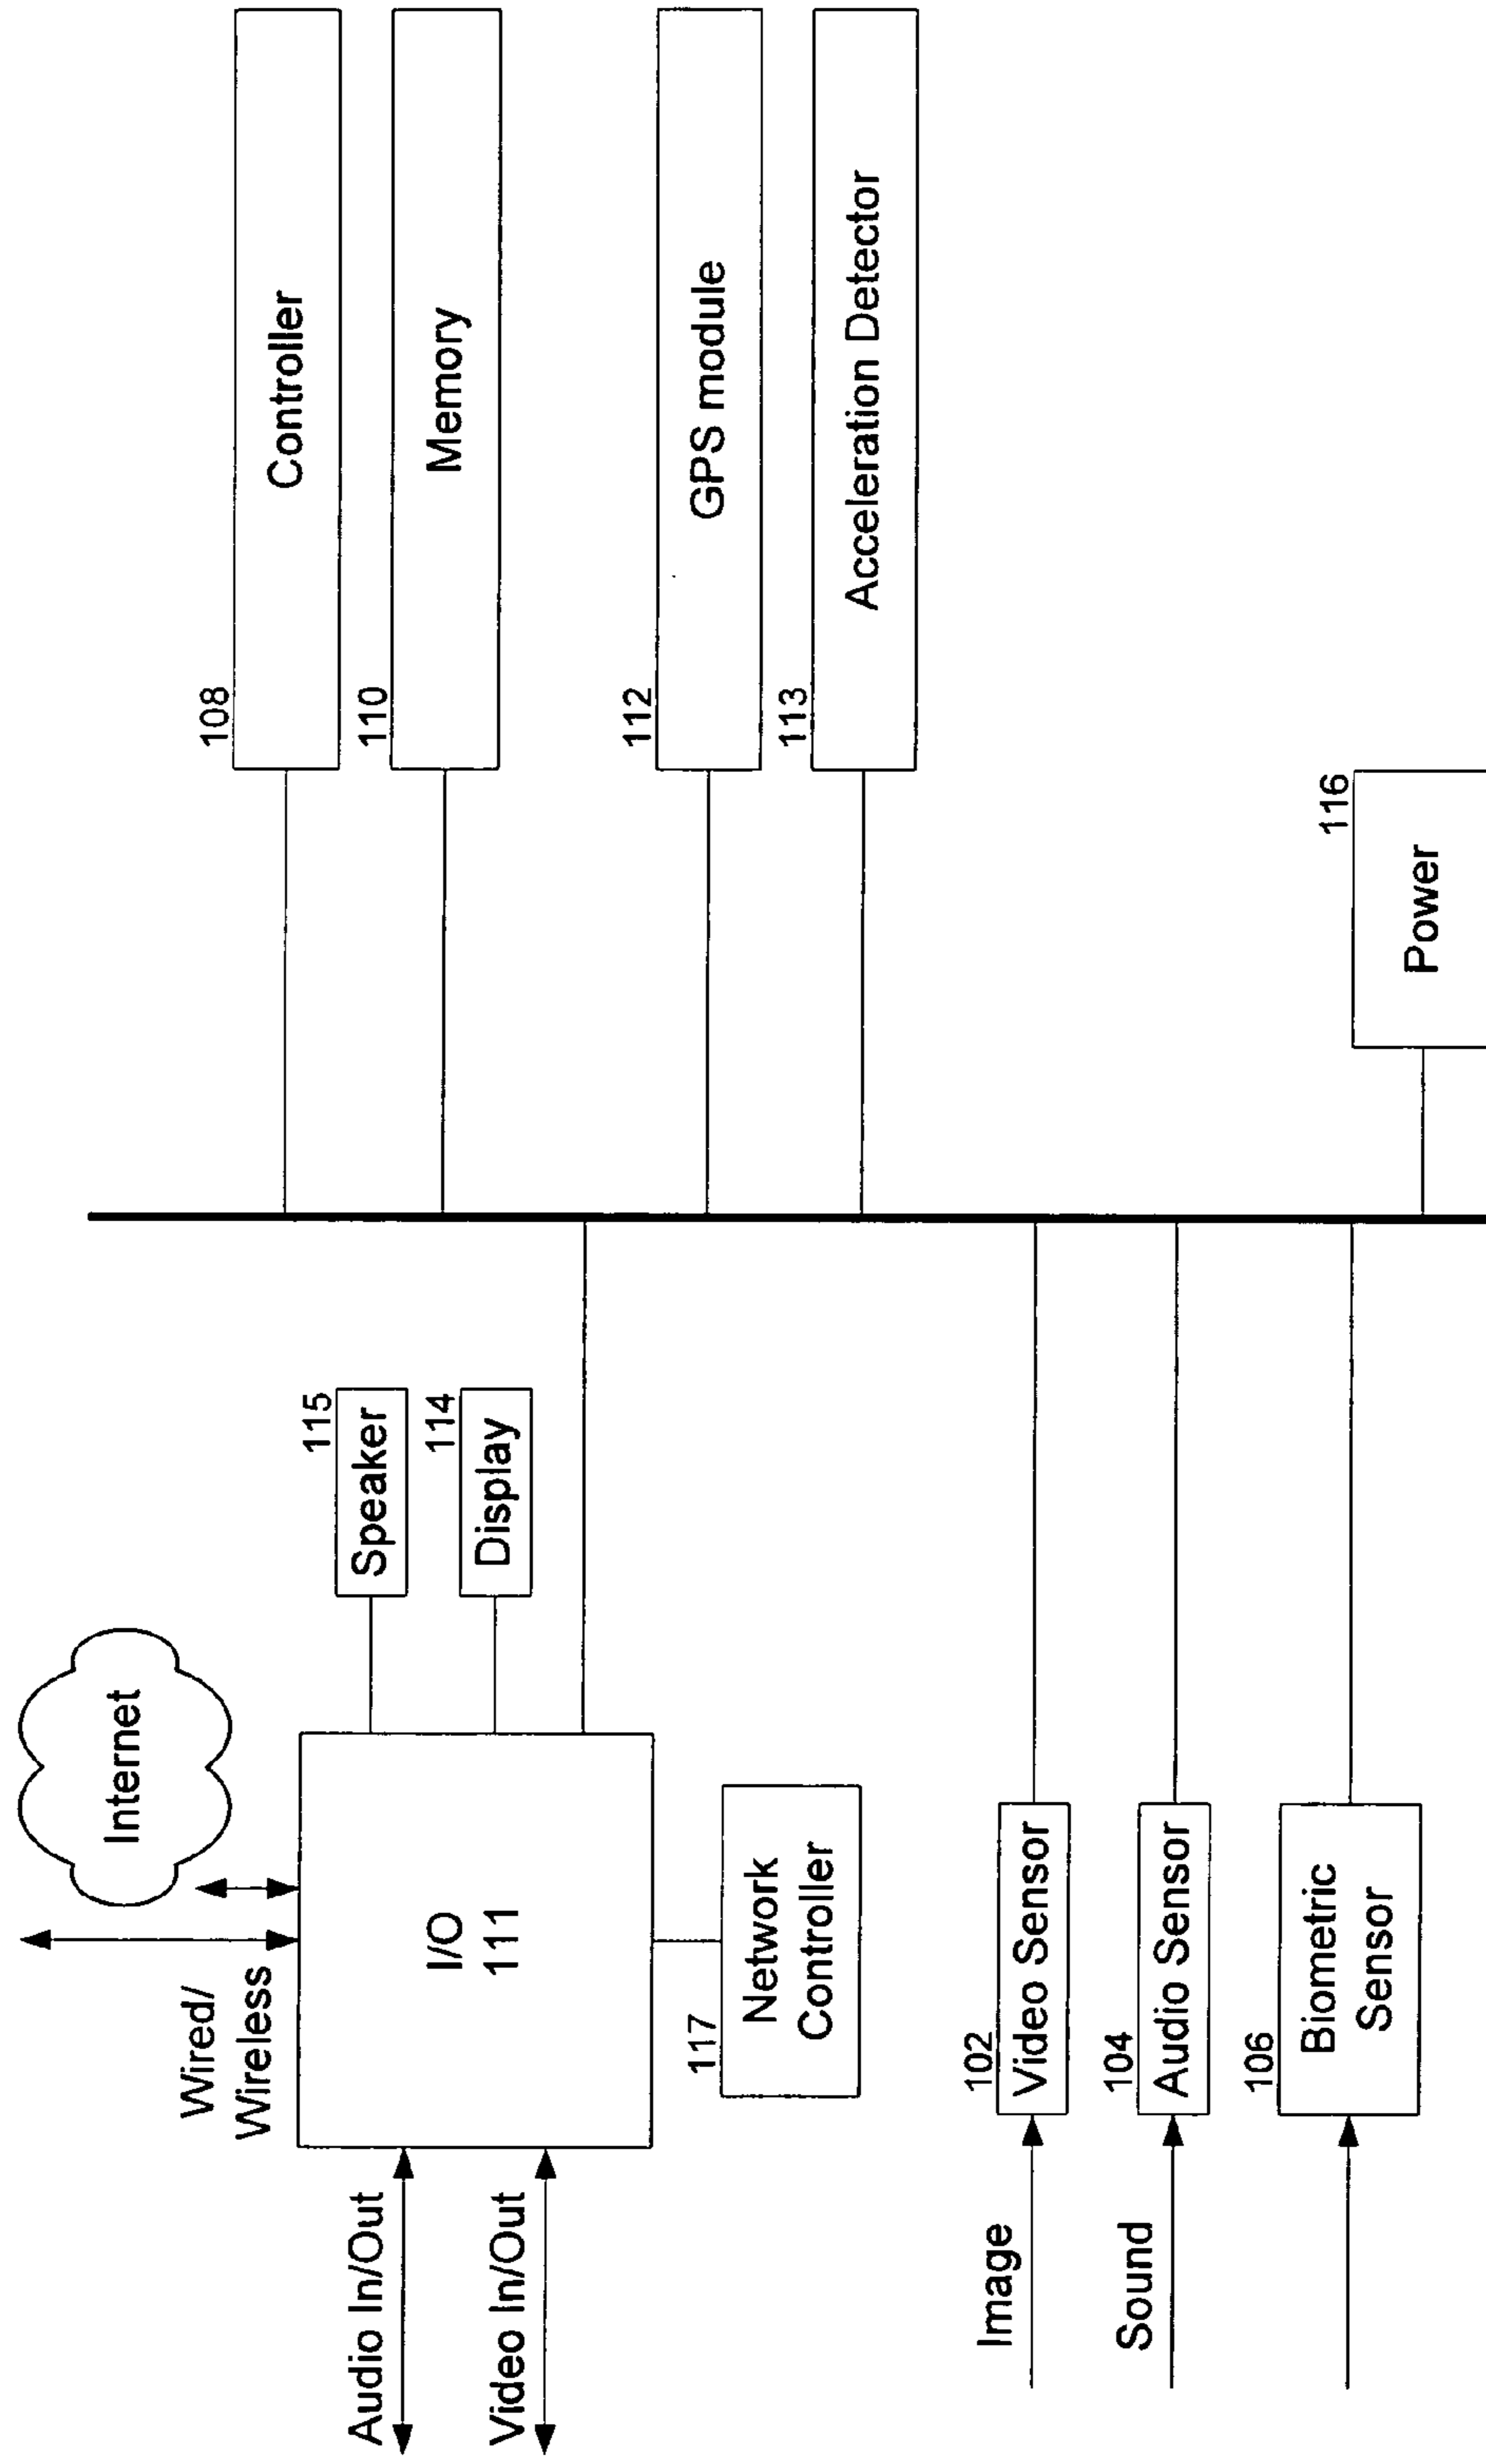 Internet
Wired/
Wireless
Audio In/Out
Video In/Out
I/O
111
115
Speaker
114
Display
117
Network
Controller
108
Controller
110
Memory
112
GPS module
113
Acceleration Detector
Image
102
Video Sensor
Sound
104
Audio Sensor
106
Biometric
Sensor
116
Power